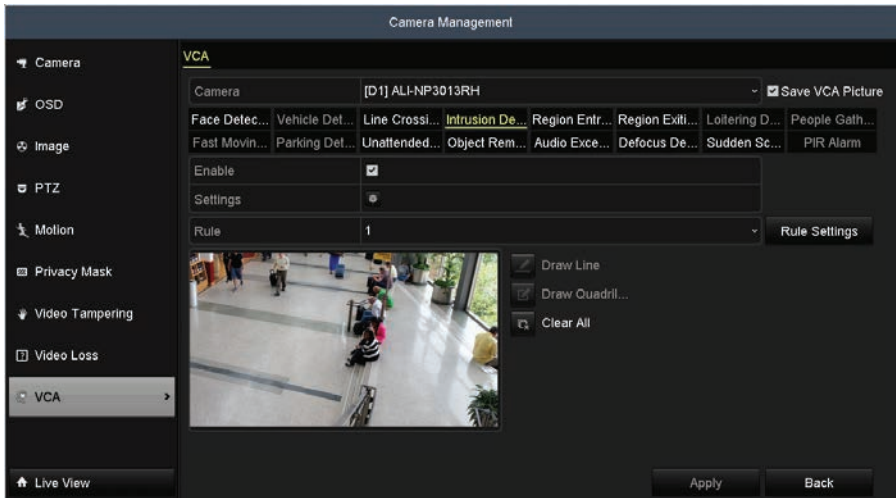 Camera Management
Camera
OSD
Image
PTZ
Motion
Privacy Mask
Video Tampering
Video Loss
VCA
Live View
VCA
Camera [D1] ALI-NP3013RH Save VCA Picture
Face Detec... Vehicle Det... Line Crossi... Intrusion De... Region Entr... Region Exiti... Loitering D... People Gath...
Fast Movin... Parking Det... Unattended... Object Rem... Audio Exce... Defocus De... Sudden Sc... PIR Alarm
Enable
Settings
Rule 1 Rule Settings
Draw Line
Draw Quadril...
Clear All
Apply Back